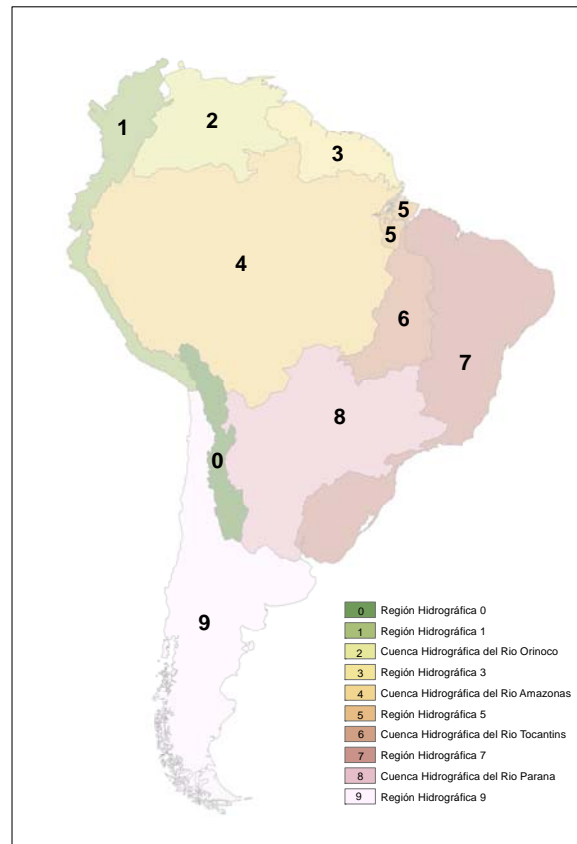 1
2
3
5
5
4
6
7
8
0
9
0 Región Hidrográfica 0
1 Región Hidrográfica 1
2 Cuenca Hidrográfica del Rio Orinoco
3 Región Hidrográfica 3
4 Cuenca Hidrográfica del Rio Amazonas
5 Región Hidrográfica 5
6 Cuenca Hidrográfica del Rio Tocantins
7 Región Hidrográfica 7
8 Cuenca Hidrográfica del Rio Parana
9 Región Hidrográfica 9